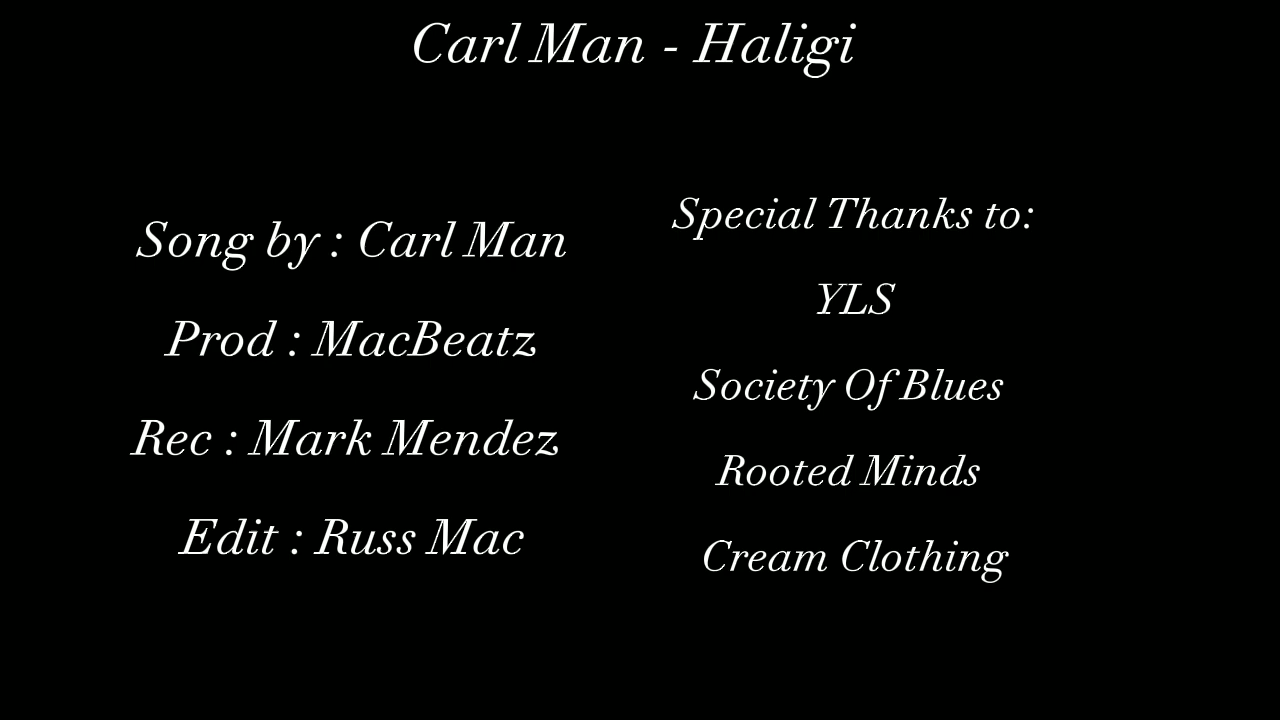 Carl Man - Haligi
Song by : Carl Man
Prod : MacBeatz
Rec : Mark Mendez
Edit : Russ Mac
Special Thanks to:
YLS
Society Of Blues
Rooted Minds
Cream Clothing